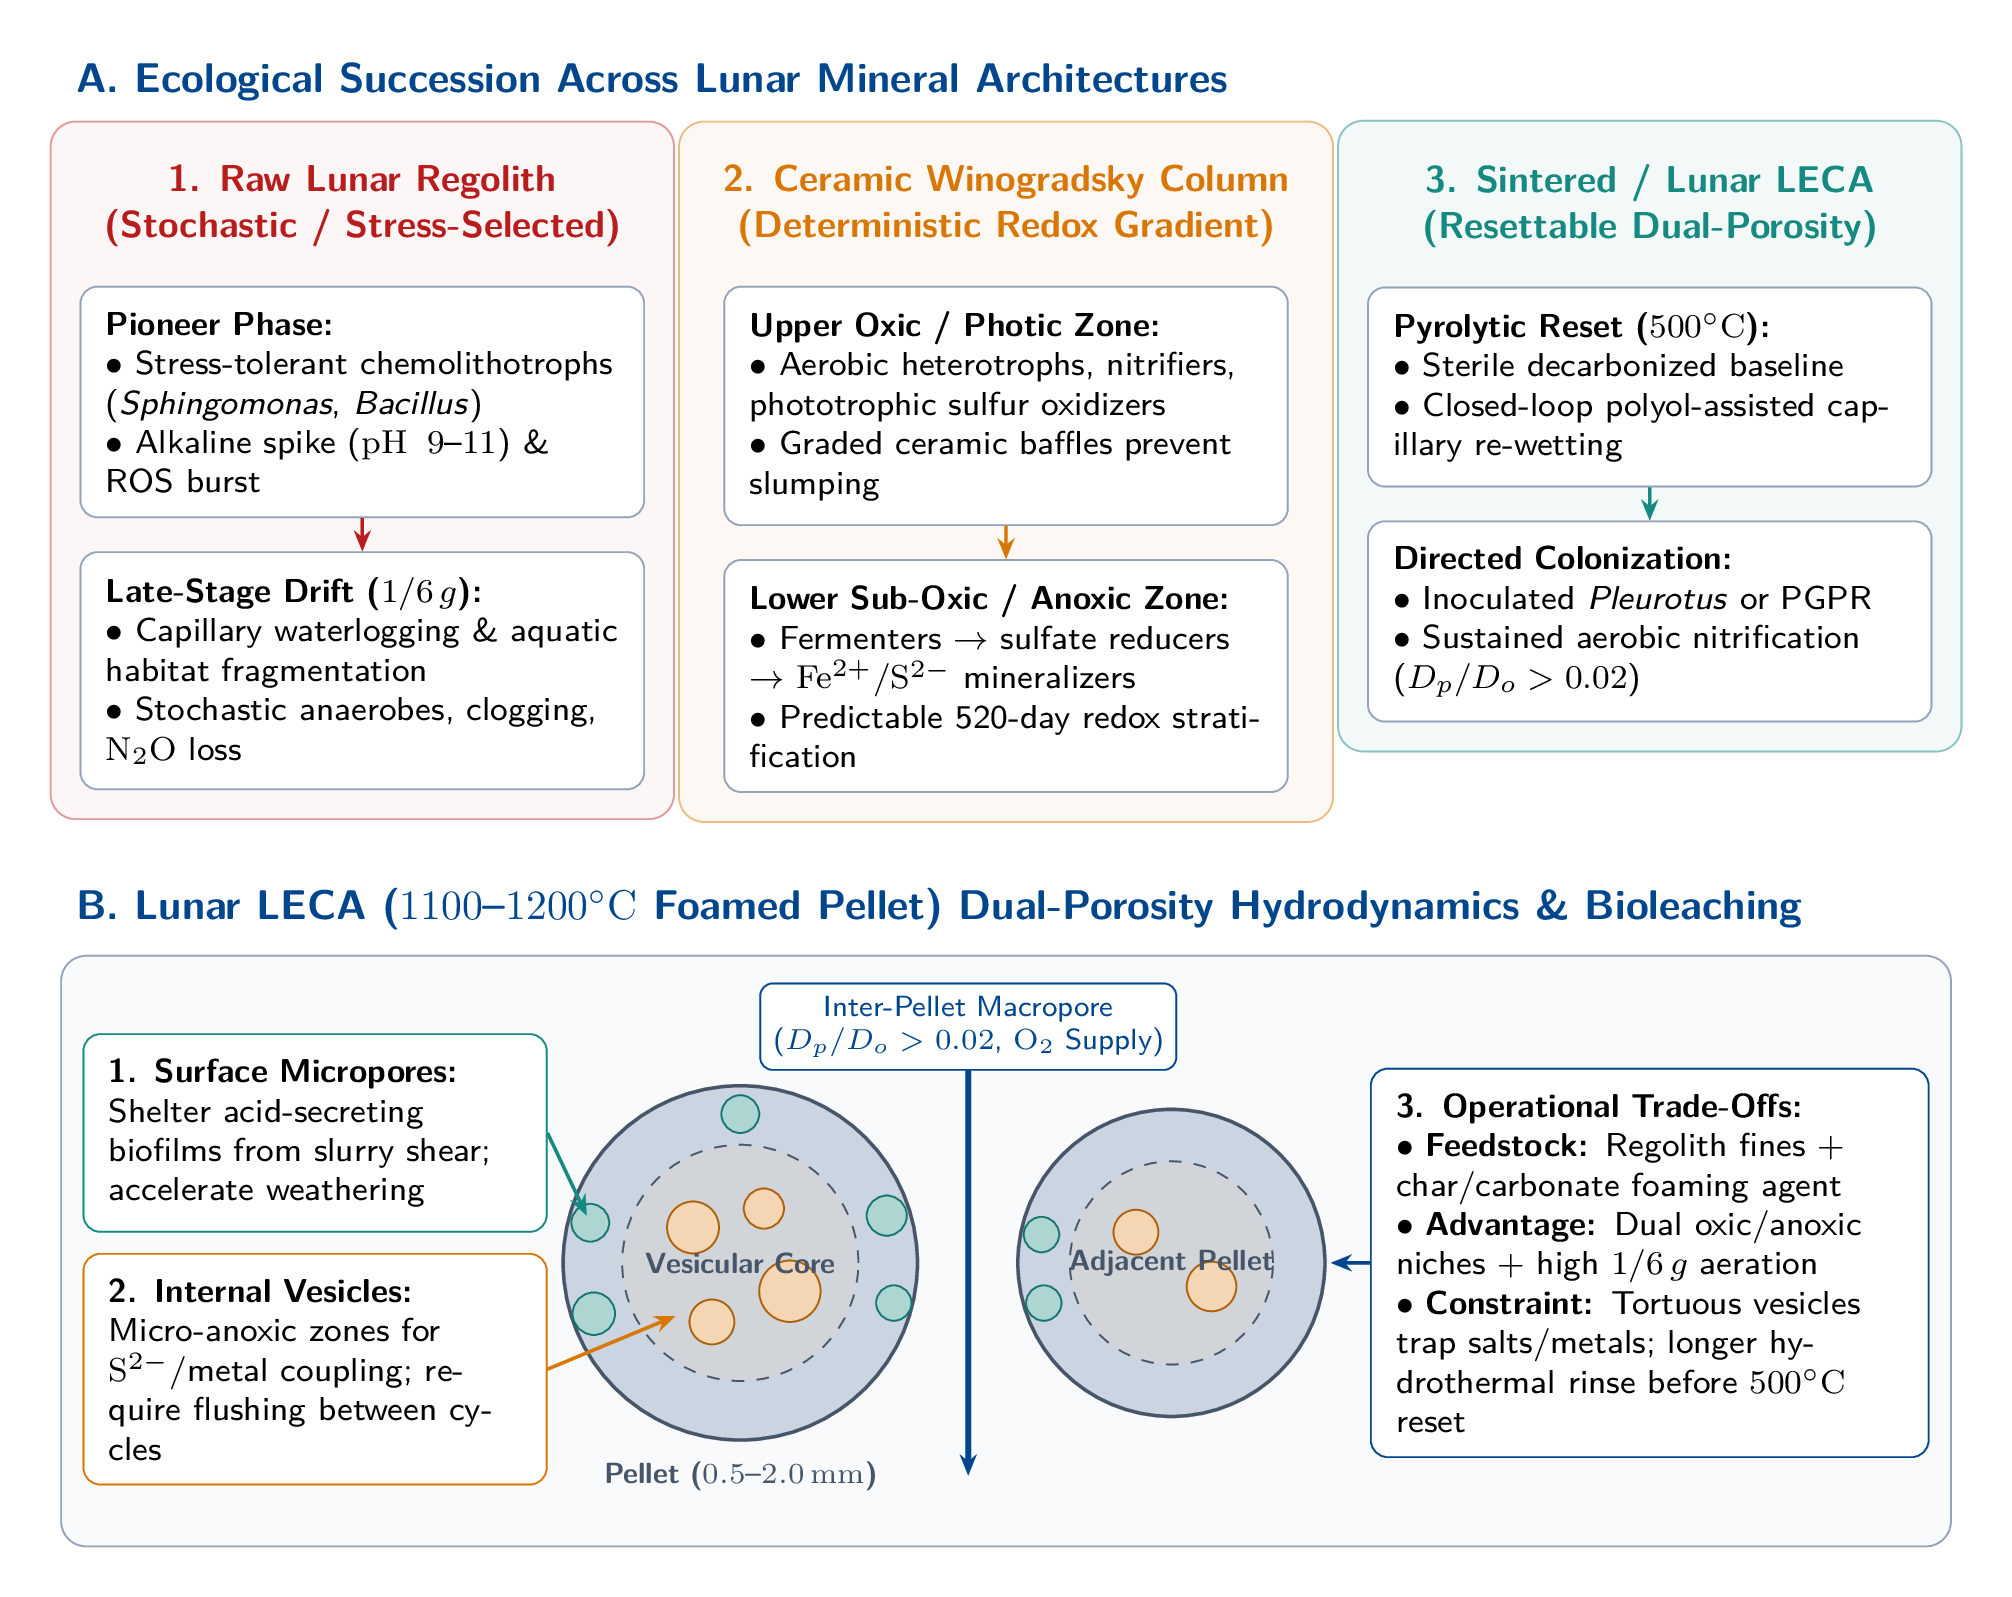 A. Ecological Succession Across Lunar Mineral Architectures
1. Raw Lunar Regolith
(Stochastic / Stress-Selected)
Pioneer Phase:
• Stress-tolerant chemolithotrophs
(Sphingomonas, Bacillus)
• Alkaline spike (pH 9–11) &
ROS burst
Late-Stage Drift (1/6 g):
• Capillary waterlogging & aquatic
habitat fragmentation
• Stochastic anaerobes, clogging,
N₂O loss
2. Ceramic Winogradsky Column
(Deterministic Redox Gradient)
Upper Oxic / Photic Zone:
• Aerobic heterotrophs, nitrifiers,
phototrophic sulfur oxidizers
• Graded ceramic baffles prevent
slumping
Lower Sub-Oxic / Anoxic Zone:
• Fermenters → sulfate reducers
→ Fe²⁺/S²⁻ mineralizers
• Predictable 520-day redox strati-
fication
3. Sintered / Lunar LECA
(Resettable Dual-Porosity)
Pyrolytic Reset (500°C):
• Sterile decarbonized baseline
• Closed-loop polyol-assisted cap-
illary re-wetting
Directed Colonization:
• Inoculated Pleurotus or PGPR
• Sustained aerobic nitrification
(Dₚ/Dₒ > 0.02)
B. Lunar LECA (1100–1200°C Foamed Pellet) Dual-Porosity Hydrodynamics & Bioleaching
1. Surface Micropores:
Shelter acid-secreting
biofilms from slurry shear;
accelerate weathering
2. Internal Vesicles:
Micro-anoxic zones for
S²⁻/metal coupling; re-
quire flushing between cy-
cles
Vesicular Core
Pellet (0.5–2.0 mm)
Inter-Pellet Macropore
(Dₚ/Dₒ > 0.02, O₂ Supply)
Adjacent Pellet
3. Operational Trade-Offs:
• Feedstock: Regolith fines +
char/carbonate foaming agent
• Advantage: Dual oxic/anoxic
niches + high 1/6 g aeration
• Constraint: Tortuous vesicles
trap salts/metals; longer hy-
drothermal rinse before 500°C
reset